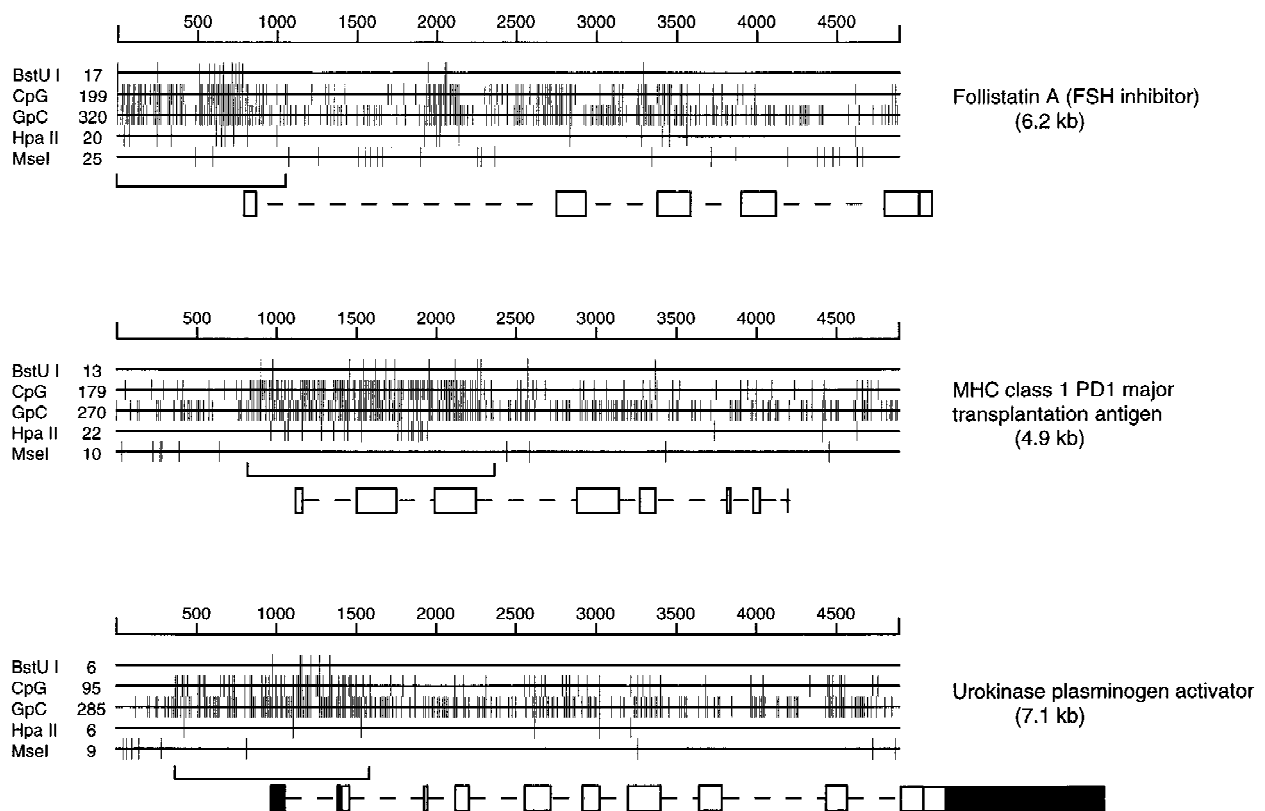 500 1000 1500 2000 2500 3000 3500 4000 4500
BstU I 17
CpG 199
GpC 320
Hpa II 20
MseI 25
Follistatin A (FSH inhibitor)
(6.2 kb)
500 1000 1500 2000 2500 3000 3500 4000 4500
BstU I 13
CpG 179
GpC 270
Hpa II 22
MseI 10
MHC class 1 PD1 major
transplantation antigen
(4.9 kb)
500 1000 1500 2000 2500 3000 3500 4000 4500
BstU I 6
CpG 95
GpC 285
Hpa II 6
MseI 9
Urokinase plasminogen activator
(7.1 kb)